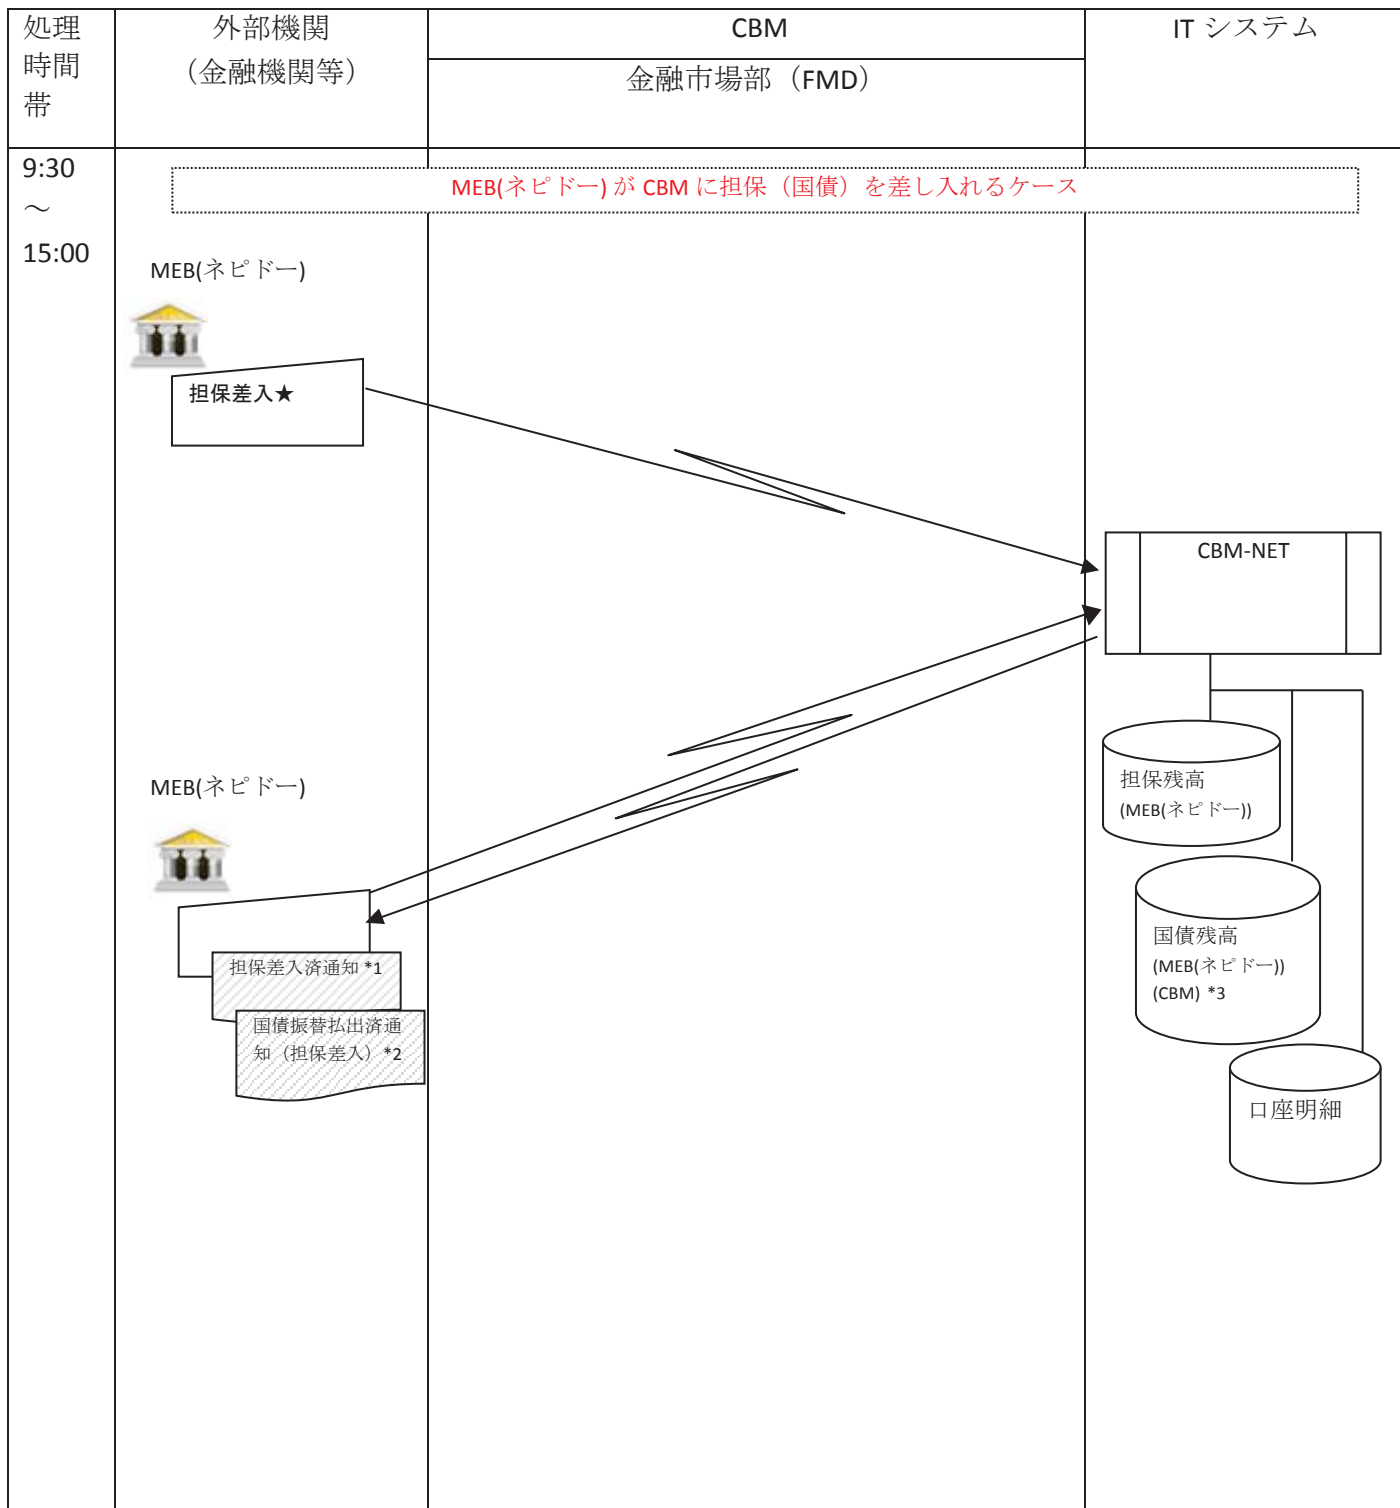 処理
時間
帯
外部機関
（金融機関等）
CBM
金融市場部（FMD）
IT システム
9:30
～
15:00
MEB(ネピドー) が CBM に担保（国債）を差し入れるケース
MEB(ネピドー)
担保差入★
CBM-NET
担保残高
(MEB(ネピドー))
国債残高
(MEB(ネピドー))
(CBM) *3
口座明細
MEB(ネピドー)
担保差入済通知 *1
国債振替払出済通
知（担保差入）*2